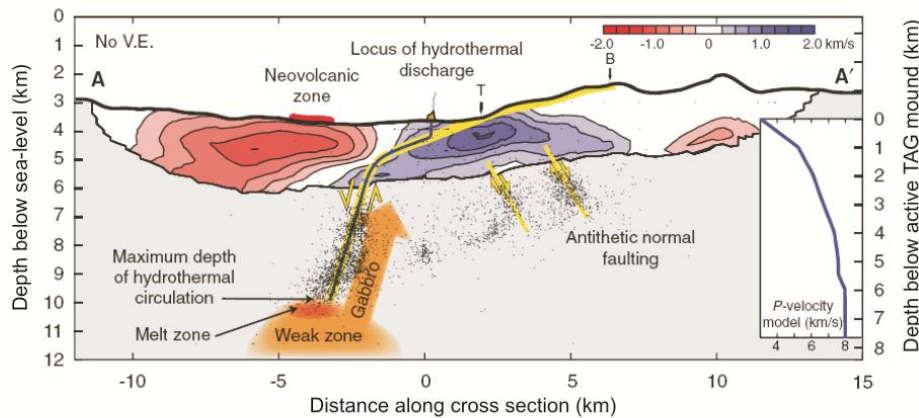 No V.E.
-2.0 -1.0 0 1.0 2.0 km/s
A
Neovolcanic
zone
Locus of hydrothermal
discharge
T
B
A′
Maximum depth
of hydrothermal
circulation
Melt zone
Weak zone
Gabbro
Antithetic normal
faulting
P-velocity
model (km/s)
4 6 8
Depth below sea-level (km)
0
1
2
3
4
5
6
7
8
9
10
11
12
Depth below active TAG mound (km)
0
1
2
3
4
5
6
7
8
-10 -5 0 5 10 15
Distance along cross section (km)